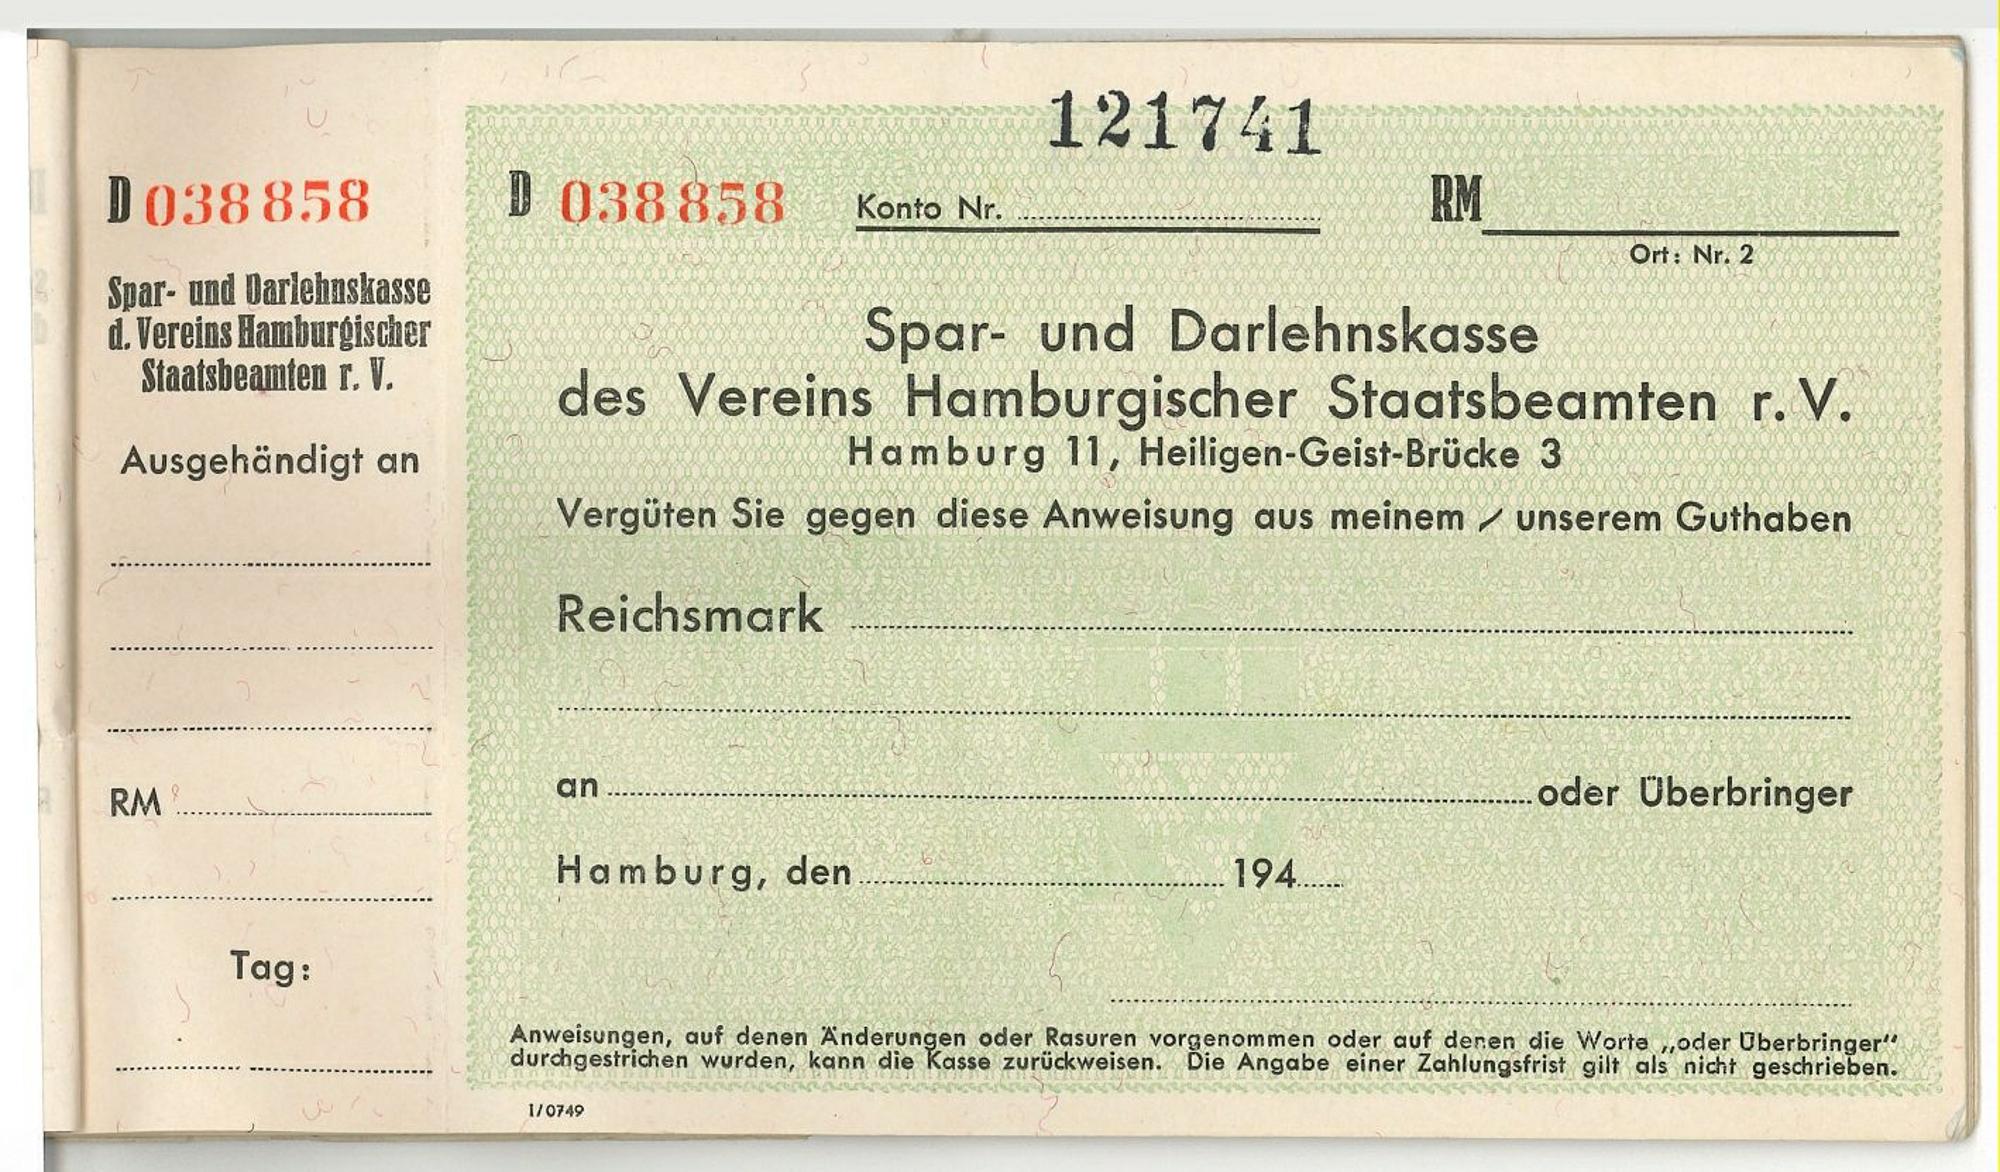 D 038858
Spar- und Darlehnskasse
d. Vereins Hamburgischer
Staatsbeamten r. V.
Ausgehändigt an
RM
Tag:
121741
D 038858 Konto Nr. RM
Ort: Nr. 2
Spar- und Darlehnskasse
des Vereins Hamburgischer Staatsbeamten r. V.
Hamburg 11, Heiligen-Geist-Brücke 3
Vergüten Sie gegen diese Anweisung aus meinem / unserem Guthaben
Reichsmark
an oder Überbringer
Hamburg, den 194
Anweisungen, auf denen Änderungen oder Rasuren vorgenommen oder auf denen die Worte „oder Überbringer“
durchgestrichen wurden, kann die Kasse zurückweisen. Die Angabe einer Zahlungsfrist gilt als nicht geschrieben.
1/0749